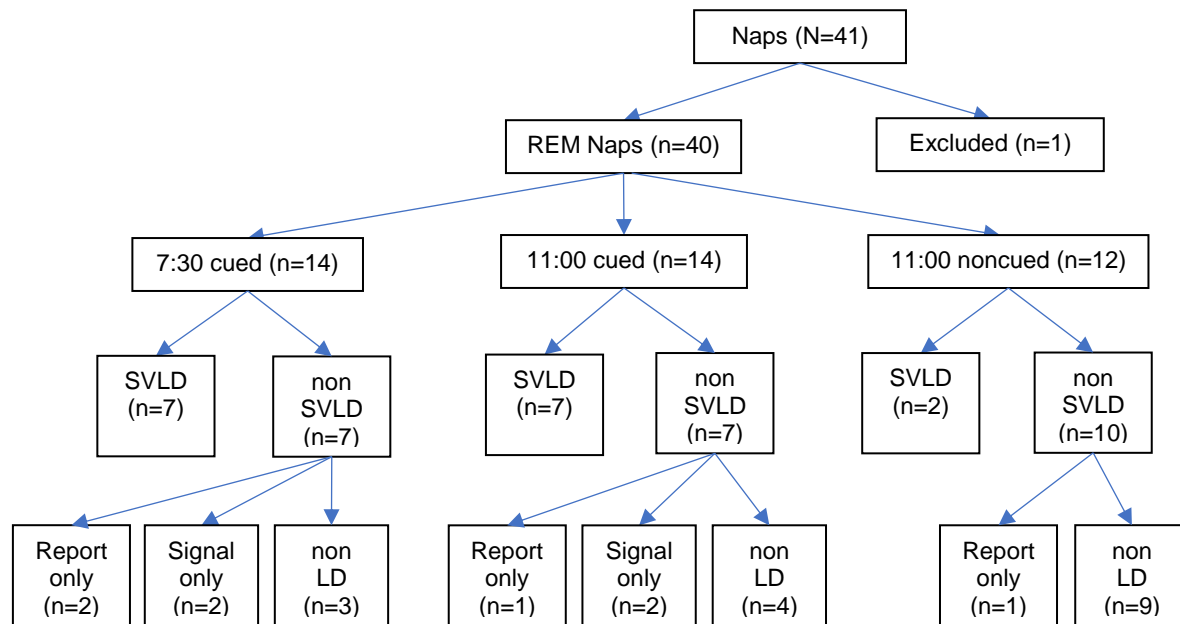 Naps (N=41)
REM Naps (n=40)
Excluded (n=1)
7:30 cued (n=14)
11:00 cued (n=14)
11:00 noncued (n=12)
SVLD
(n=7)
non
SVLD
(n=7)
SVLD
(n=7)
non
SVLD
(n=7)
SVLD
(n=2)
non
SVLD
(n=10)
Report
only
(n=2)
Signal
only
(n=2)
non
LD
(n=3)
Report
only
(n=1)
Signal
only
(n=2)
non
LD
(n=4)
Report
only
(n=1)
non
LD
(n=9)